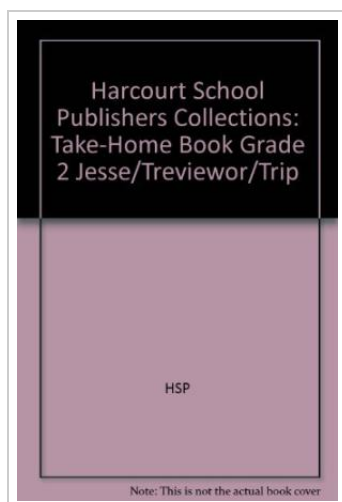 Harcourt School
Publishers Collections:
Take-Home Book Grade
2 Jesse/Treviewor/Trip
HSP
Note: This is not the actual book cover